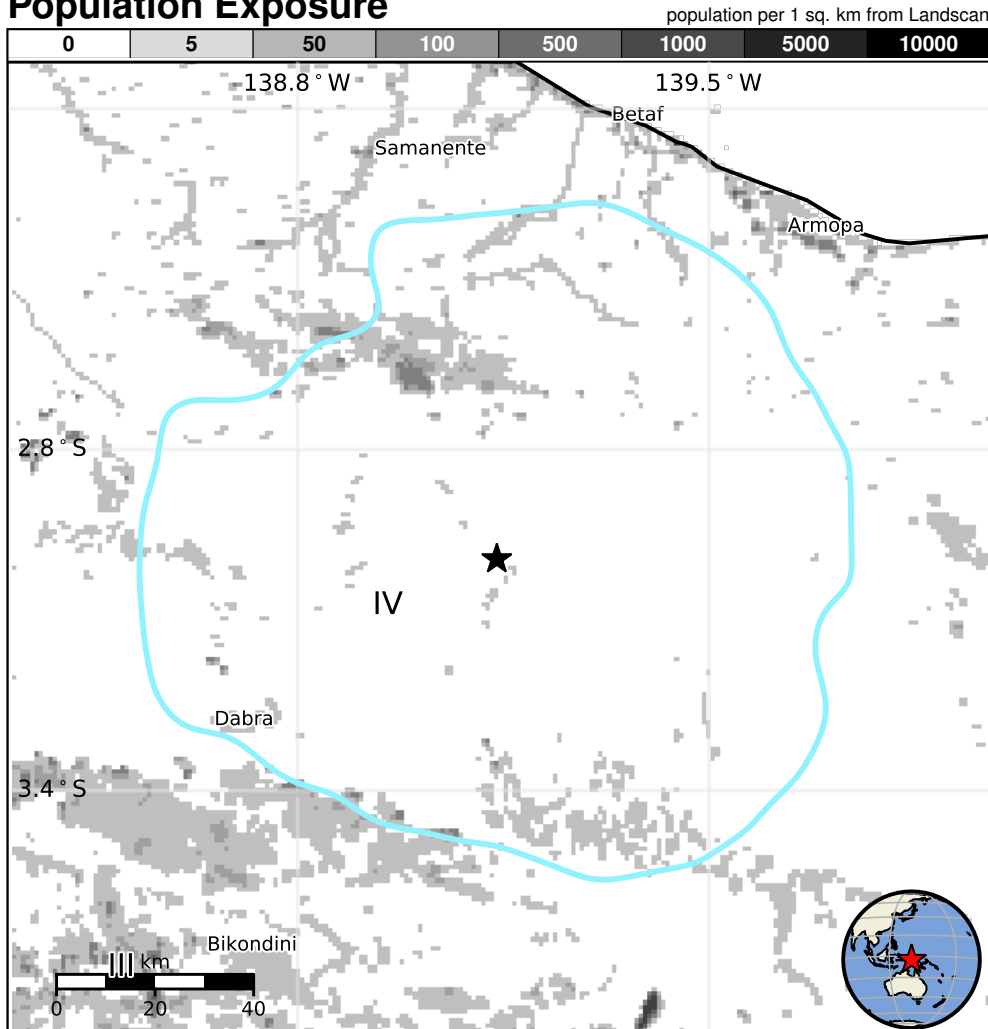 Population Exposure
population per 1 sq. km from Landscan
0 5 50 100 500 1000 5000 10000
138.8°W 139.5°W
Betaf
Samanente
Armopa
2.8°S
IV
Dabra
3.4°S
Bikondini
III km
0 20 40